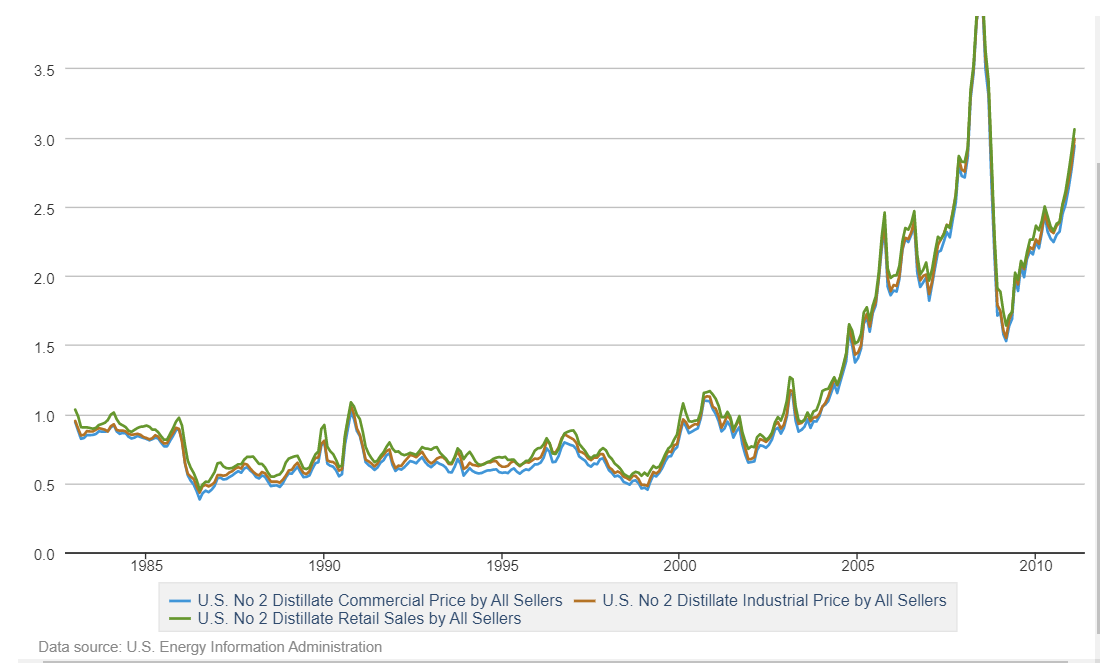 3.5
3.0
2.5
2.0
1.5
1.0
0.5
0.0
1985 1990 1995 2000 2005 2010
U.S. No 2 Distillate Commercial Price by All Sellers U.S. No 2 Distillate Industrial Price by All Sellers
U.S. No 2 Distillate Retail Sales by All Sellers
Data source: U.S. Energy Information Administration